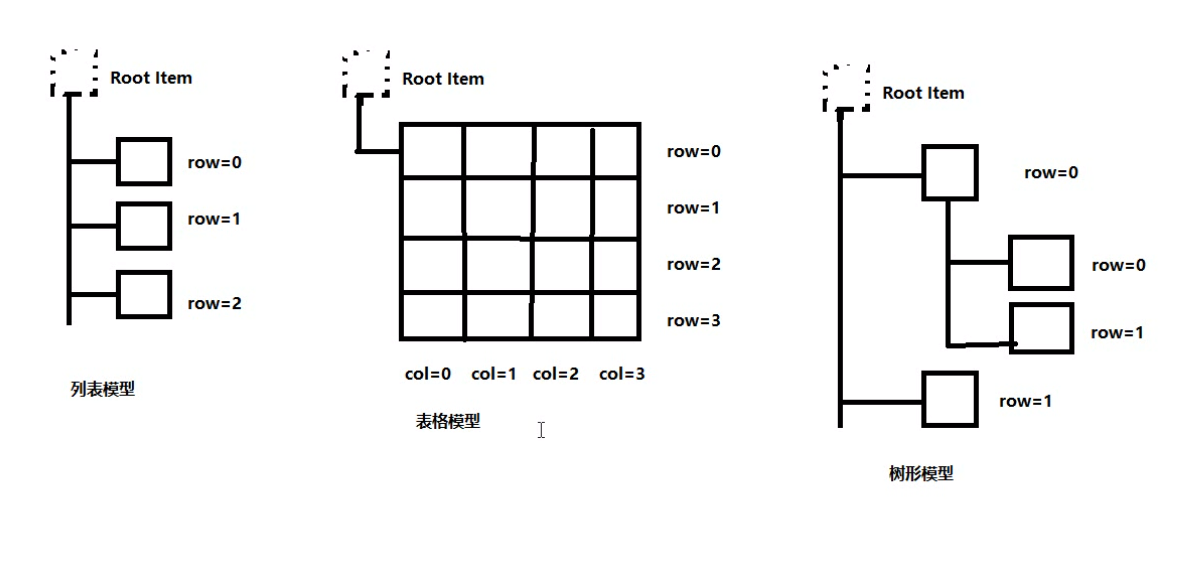 Root Item
row=0
row=1
row=2
列表模型
Root Item
row=0
row=1
row=2
row=3
col=0 col=1 col=2 col=3
表格模型
Root Item
row=0
row=0
row=1
row=1
树形模型